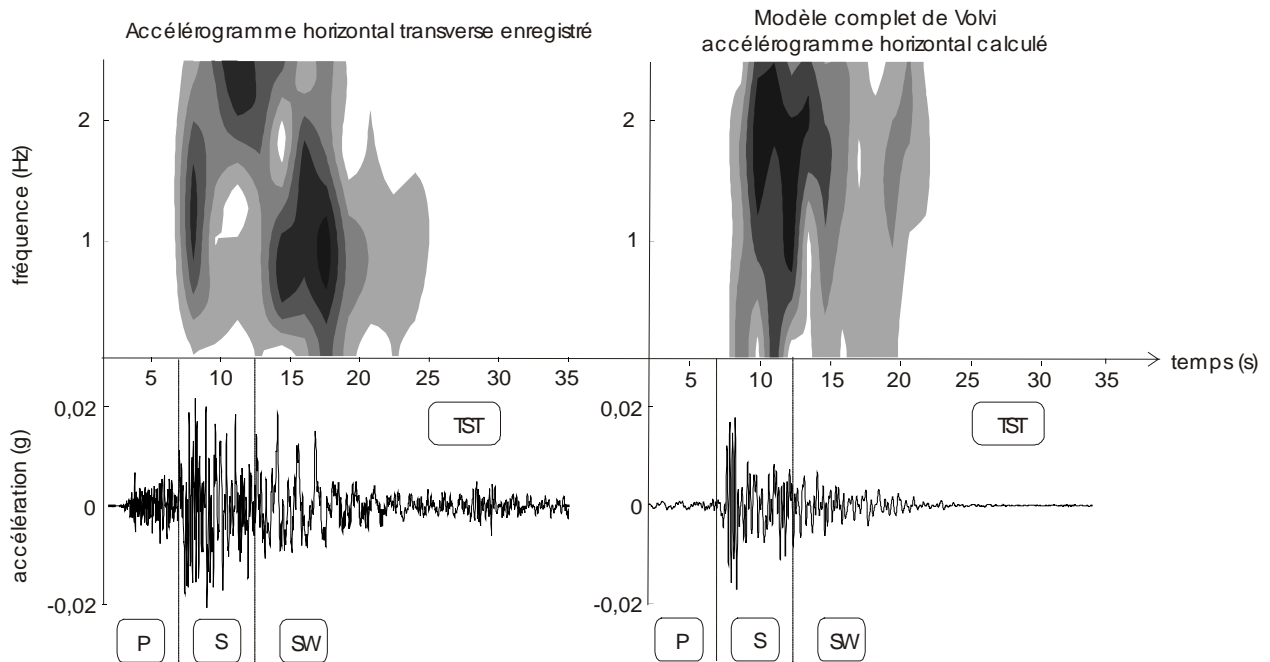 Accélérogramme horizontal transverse enregistré
Modèle complet de Volvi
accélérogramme horizontal calculé
fréquence (Hz)
2
1
2
1
5 10 15 20 25 30 35
5 10 15 20 25 30 35
temps (s)
accélération (g)
0,02
0
-0,02
TST
0,02
0
-0,02
TST
P S SW
P S SW